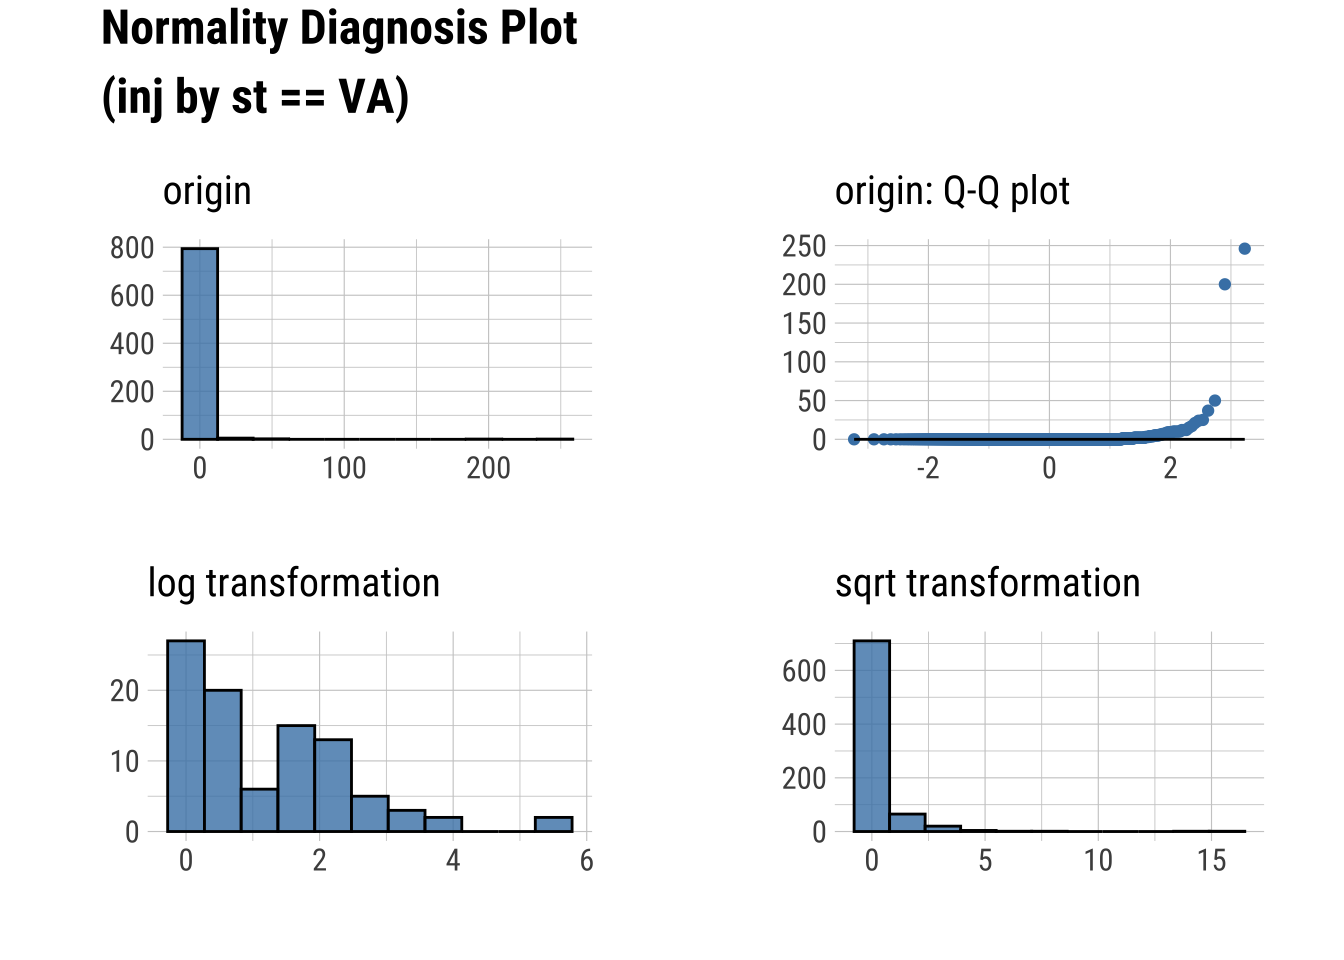 Normality Diagnosis Plot
(inj by st == VA)
origin
800
600
400
200
0
0 100 200
origin: Q-Q plot
250
200
150
100
50
0
-2 0 2
log transformation
20
10
0
0 2 4 6
sqrt transformation
600
400
200
0
0 5 10 15